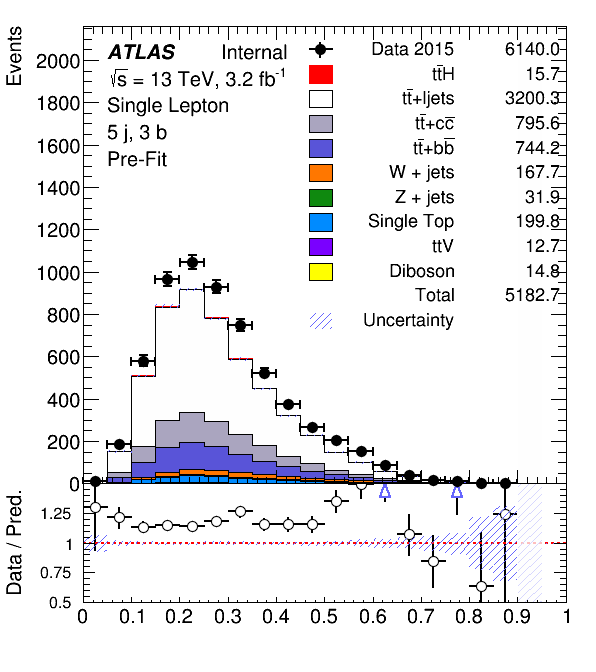 Events
2000
1800
1600
1400
1200
1000
800
600
400
200
0
ATLAS Internal
√s = 13 TeV, 3.2 fb⁻¹
Single Lepton
5 j, 3 b
Pre-Fit
Data 2015 6140.0
tt̄H 15.7
tt̄+ljets 3200.3
tt̄+cc̄ 795.6
tt̄+bb̄ 744.2
W + jets 167.7
Z + jets 31.9
Single Top 199.8
ttV 12.7
Diboson 14.8
Total 5182.7
Uncertainty
Data / Pred.
1.25
1
0.75
0.5
0 0.1 0.2 0.3 0.4 0.5 0.6 0.7 0.8 0.9 1